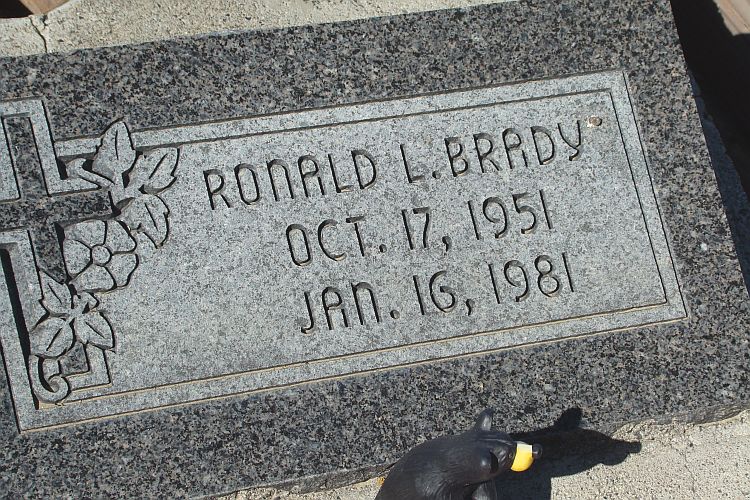 RONALD L. BRADY
OCT. 17, 1951
JAN. 16, 1981